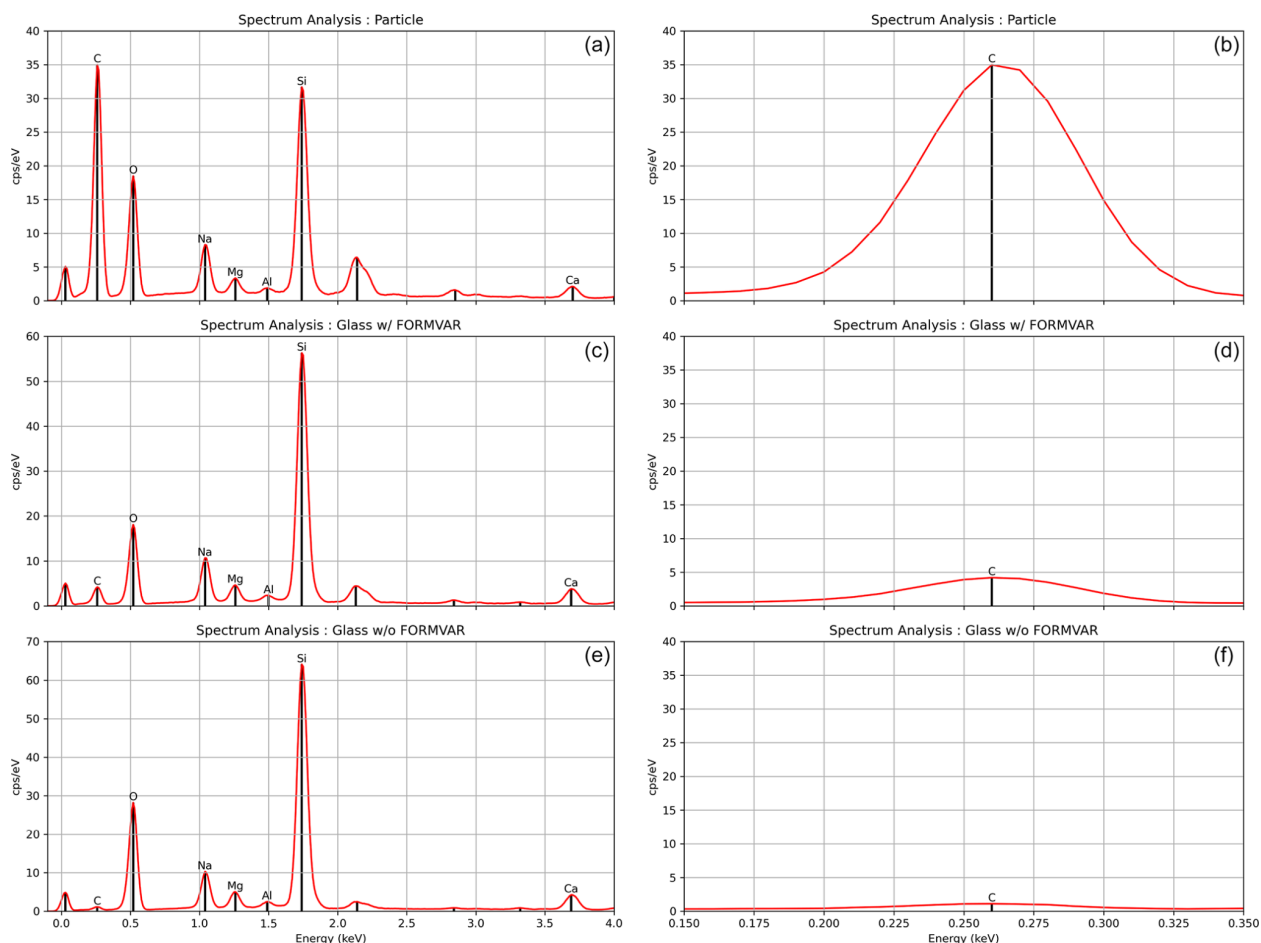 Spectrum Analysis : Particle
(a)
cps/eV
40
35
30
25
20
15
10
5
0
C
O
Na
Mg
Al
Si
Ca
Spectrum Analysis : Particle
(b)
cps/eV
40
35
30
25
20
15
10
5
0
C
Spectrum Analysis : Glass w/ FORMVAR
(c)
cps/eV
60
50
40
30
20
10
0
C
O
Na
Mg
Al
Si
Ca
Spectrum Analysis : Glass w/ FORMVAR
(d)
cps/eV
40
35
30
25
20
15
10
5
0
C
Spectrum Analysis : Glass w/o FORMVAR
(e)
cps/eV
70
60
50
40
30
20
10
0
C
O
Na
Mg
Al
Si
Ca
0.0 0.5 1.0 1.5 2.0 2.5 3.0 3.5 4.0
Energy (keV)
Spectrum Analysis : Glass w/o FORMVAR
(f)
cps/eV
40
35
30
25
20
15
10
5
0
C
0.150 0.175 0.200 0.225 0.250 0.275 0.300 0.325 0.350
Energy (keV)